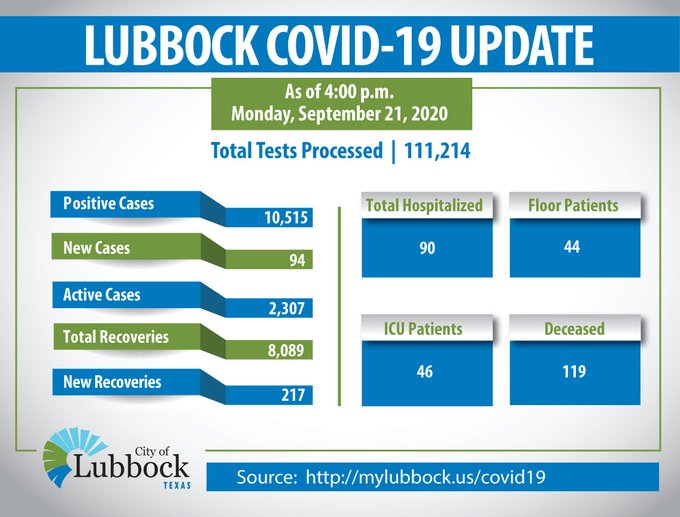 LUBBOCK COVID-19 UPDATE
As of 4:00 p.m.
Monday, September 21, 2020
Total Tests Processed | 111,214
Positive Cases
10,515
New Cases
94
Active Cases
2,307
Total Recoveries
8,089
New Recoveries
217
Total Hospitalized
90
Floor Patients
44
ICU Patients
46
Deceased
119
City of
Lubbock
TEXAS
Source: http://mylubbock.us/covid19